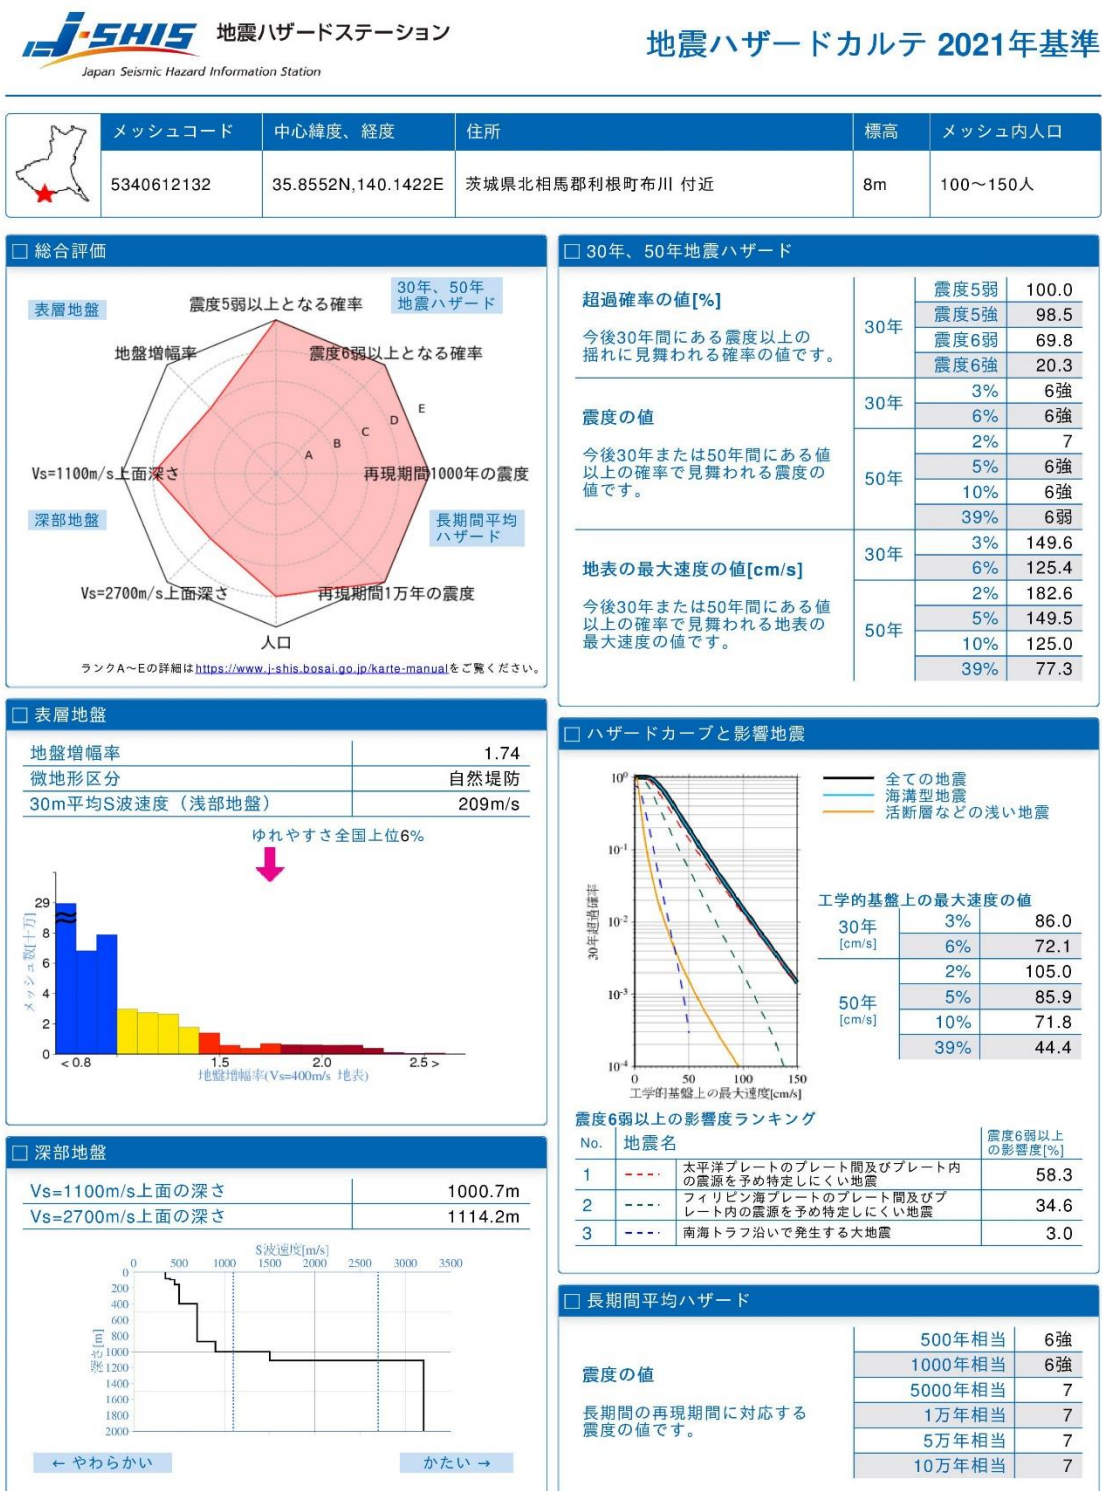 J-SHIS 地震ハザードステーション
Japan Seismic Hazard Information Station
地震ハザードカルテ 2021年基準
メッシュコード 中心緯度、経度 住所 標高 メッシュ内人口
5340612132 35.8552N,140.1422E 茨城県北相馬郡利根町布川 付近 8m 100～150人
□ 総合評価
30年、50年
地震ハザード
表層地盤
震度5弱以上となる確率
地盤増幅率
震度6弱以上となる確率
E
D
C
B
A
Vs=1100m/s上面深さ
再現期間1000年の震度
深部地盤
長期間平均
ハザード
Vs=2700m/s上面深さ
再現期間1万年の震度
人口
ランクA～Eの詳細はhttps://www.j-shis.bosai.go.jp/karte-manualをご覧ください。
□ 30年、50年地震ハザード
超過確率の値[%]
今後30年間にある震度以上の
揺れに見舞われる確率の値です。
30年
震度5弱 100.0
震度5強 98.5
震度6弱 69.8
震度6強 20.3
震度の値
今後30年または50年間にある値
以上の確率で見舞われる震度の
値です。
30年
3% 6強
6% 6強
50年
2% 7
5% 6強
10% 6強
39% 6弱
地表の最大速度の値[cm/s]
今後30年または50年間にある値
以上の確率で見舞われる地表の
最大速度の値です。
30年
3% 149.6
6% 125.4
50年
2% 182.6
5% 149.5
10% 125.0
39% 77.3
□ 表層地盤
地盤増幅率 1.74
微地形区分 自然堤防
30m平均S波速度（浅部地盤） 209m/s
ゆれやすさ全国上位6%
メッシュ数[十万]
29
8
6
4
2
0
< 0.8 1.5 2.0 2.5 >
地盤増幅率(Vs=400m/s 地表)
□ 深部地盤
Vs=1100m/s上面の深さ 1000.7m
Vs=2700m/s上面の深さ 1114.2m
S波速度[m/s]
0 500 1000 1500 2000 2500 3000 3500
深さ[m]
0
200
400
600
800
1000
1200
1400
1600
1800
2000
← やわらかい
かたい →
□ ハザードカーブと影響地震
30年超過確率
10⁰
10⁻¹
10⁻²
10⁻³
10⁻⁴
0 50 100 150
工学的基盤上の最大速度[cm/s]
全ての地震
海溝型地震
活断層などの浅い地震
工学的基盤上の最大速度の値
30年
[cm/s]
3% 86.0
6% 72.1
50年
[cm/s]
2% 105.0
5% 85.9
10% 71.8
39% 44.4
震度6弱以上の影響度ランキング
No. 地震名 震度6弱以上
の影響度[%]
1 太平洋プレートのプレート間及びプレート内
の震源を予め特定しにくい地震 58.3
2 フィリピン海プレートのプレート間及びプ
レート内の震源を予め特定しにくい地震 34.6
3 南海トラフ沿いで発生する大地震 3.0
□ 長期間平均ハザード
震度の値
長期間の再現期間に対応する
震度の値です。
500年相当 6強
1000年相当 6強
5000年相当 7
1万年相当 7
5万年相当 7
10万年相当 7